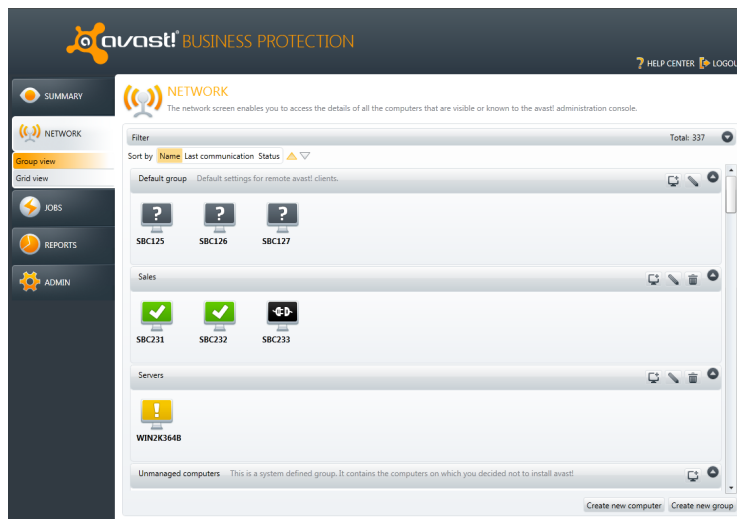 avast! BUSINESS PROTECTION
? HELP CENTER LOGOU
SUMMARY
NETWORK
Group view
Grid view
JOBS
REPORTS
ADMIN
NETWORK
The network screen enables you to access the details of all the computers that are visible or known to the avast! administration console.
Filter Total: 337
Sort by Name Last communication Status
Default group Default settings for remote avast! clients.
? ? ?
SBC125 SBC126 SBC127
Sales
SBC231 SBC232 SBC233
Servers
!
WIN2K364B
Unmanaged computers This is a system defined group. It contains the computers on which you decided not to install avast!
Create new computer Create new group